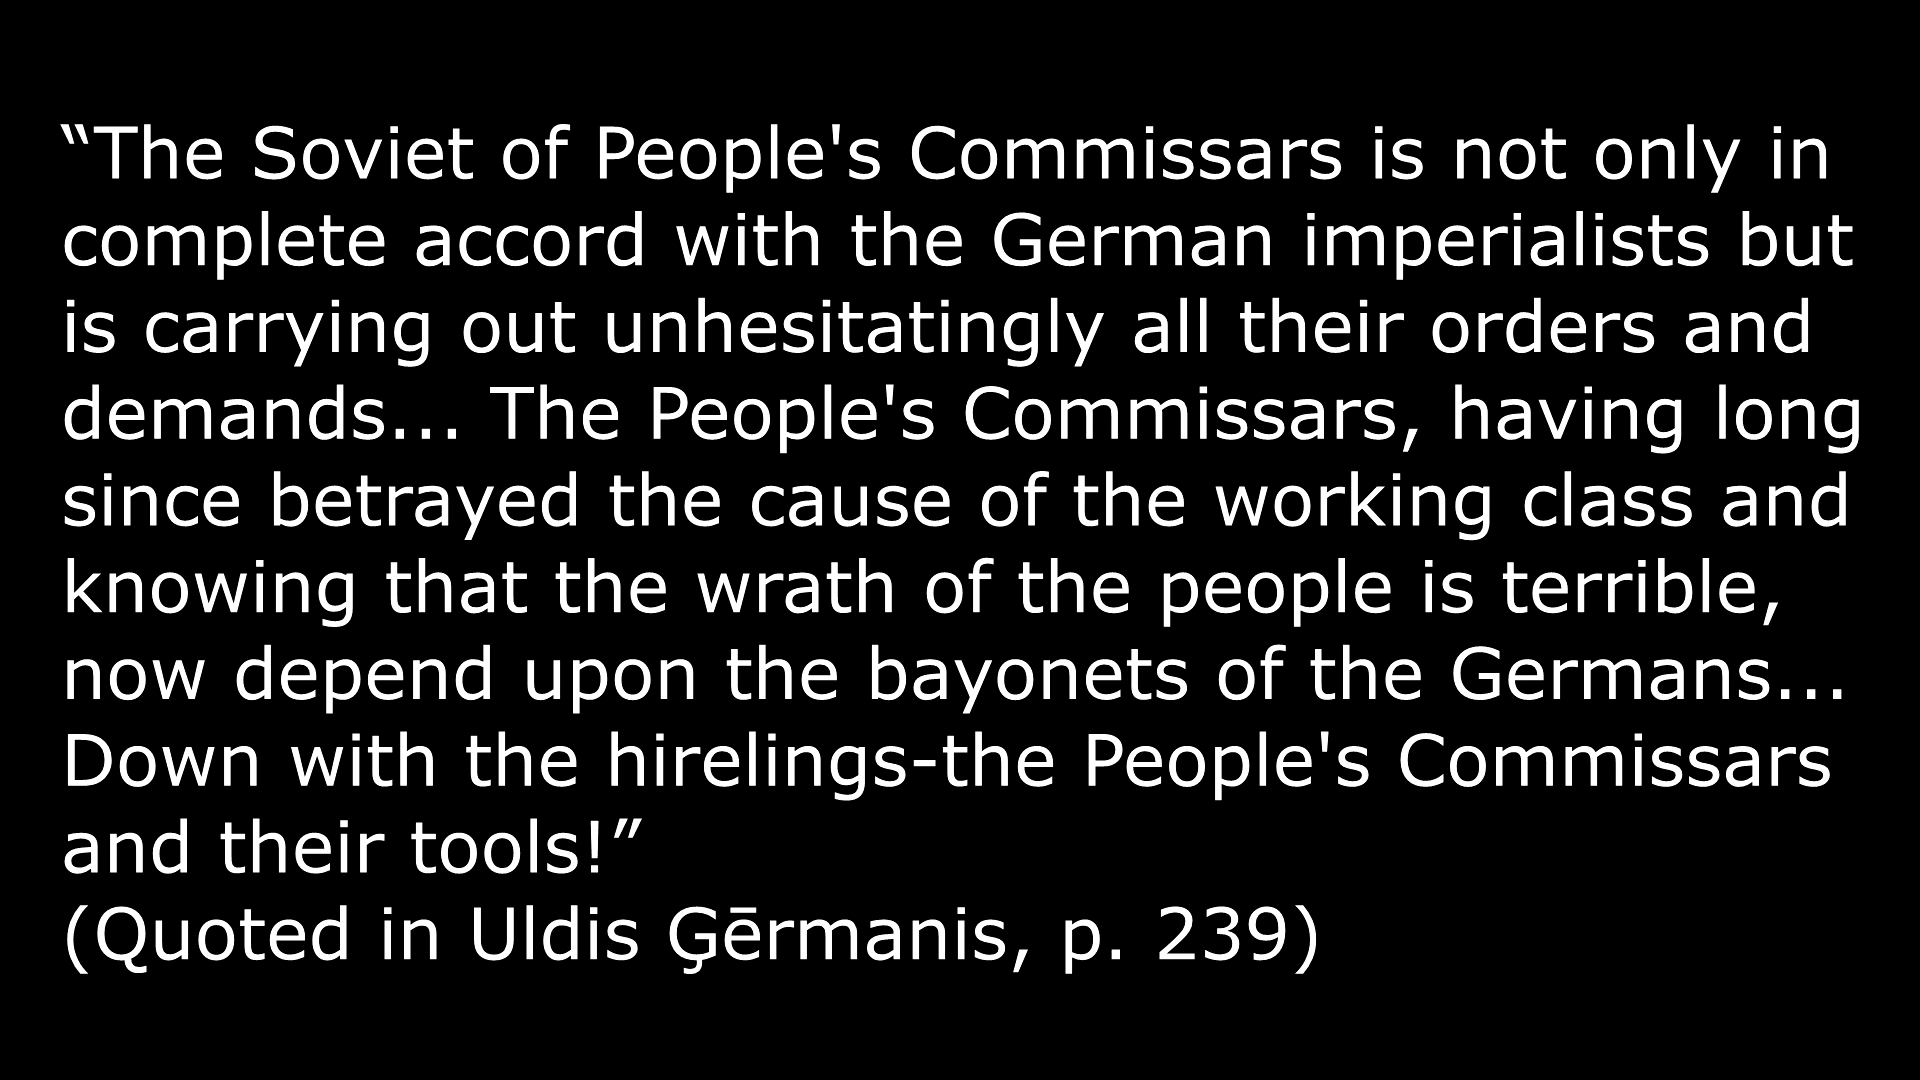 “The Soviet of People's Commissars is not only in
complete accord with the German imperialists but
is carrying out unhesitatingly all their orders and
demands... The People's Commissars, having long
since betrayed the cause of the working class and
knowing that the wrath of the people is terrible,
now depend upon the bayonets of the Germans...
Down with the hirelings-the People's Commissars
and their tools!”
(Quoted in Uldis Ģērmanis, p. 239)